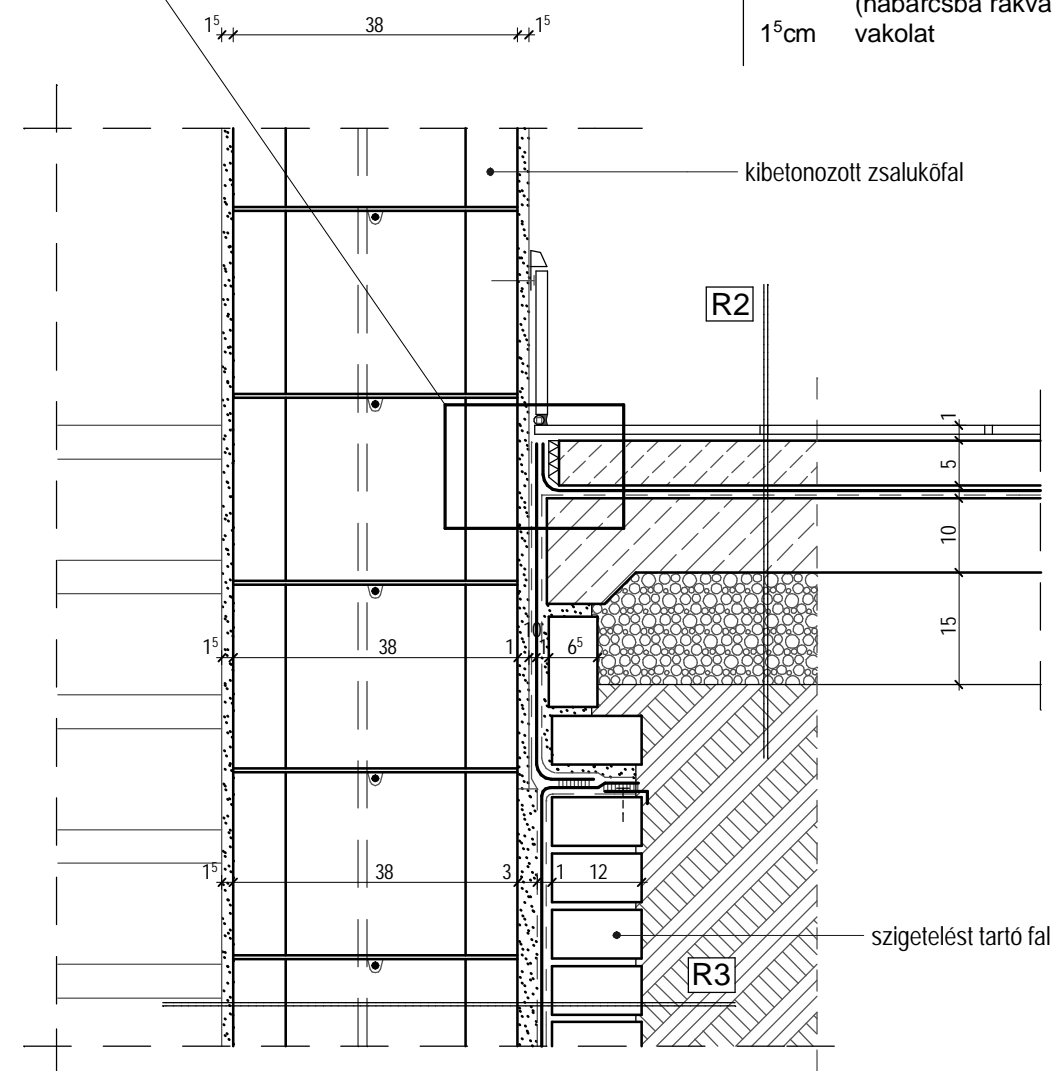 (habarcsba rakva
1⁵cm vakolat
1⁵ 38 1⁵
kibetonozott zsalukőfal
R2
1
5
10
15
1⁵ 38 1 1 6⁵
1⁵ 38 3 1 12
szigetelést tartó fal
R3